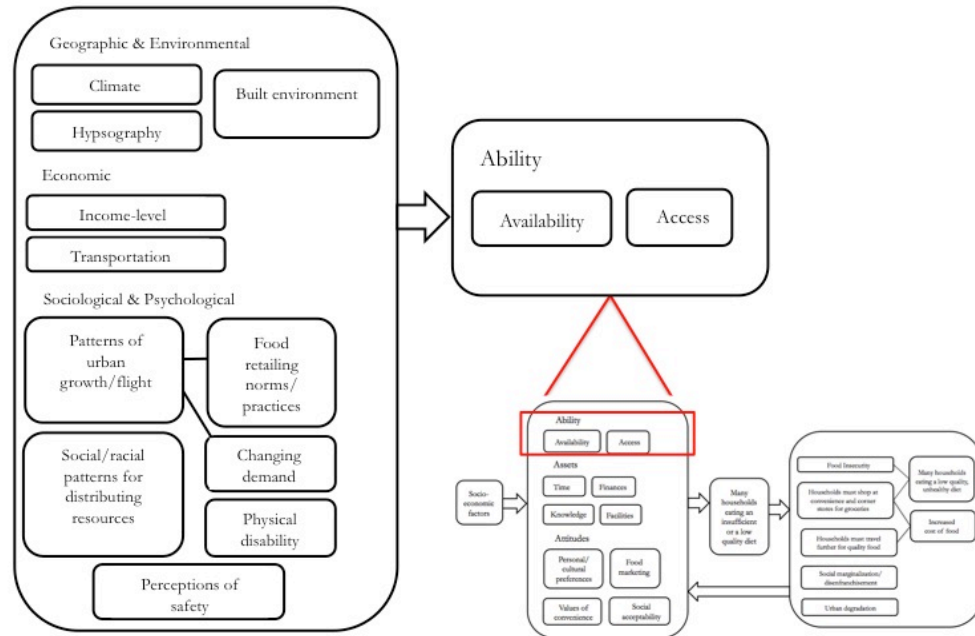 Geographic & Environmental
Climate
Built environment
Hypsography
Economic
Income-level
Transportation
Sociological & Psychological
Patterns of
urban
growth/flight
Food
retailing
norms/
practices
Social/racial
patterns for
distributing
resources
Changing
demand
Physical
disability
Perceptions of
safety
Ability
Availability
Access
Socio-
economic
factors
Ability
Availability
Access
Assets
Time
Finances
Knowledge
Facilities
Attitudes
Personal/
cultural
preferences
Food
marketing
Values of
convenience
Social
acceptability
Many
households
eating an
insufficient
or a low
quality diet
Food Insecurity
Households must shop at
convenience and corner
stores for groceries
Households must travel
further for quality food
Social marginalization/
disenfranchisement
Urban degradation
Many households
eating a low quality,
unhealthy diet
Increased
cost of food